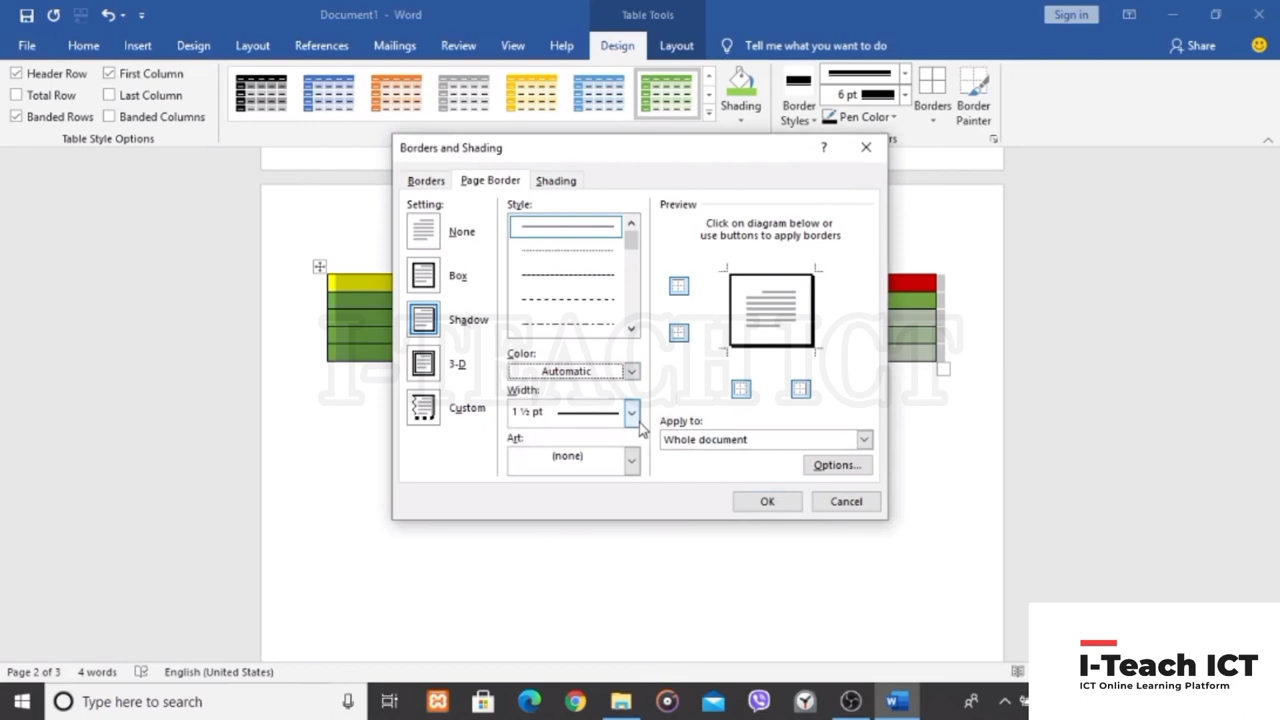 Document1 - Word
Table Tools
Sign in
File
Home
Insert
Design
Layout
References
Mailings
Review
View
Help
Design
Layout
Tell me what you want to do
Share
Header Row
First Column
Total Row
Last Column
Banded Rows
Banded Columns
Table Style Options
Shading
Border
Styles
6 pt
Pen Color
Borders
Border
Painter
Borders and Shading
?
Borders
Page Border
Shading
Setting:
None
Box
Shadow
3-D
Custom
Style:
Color:
Automatic
Width:
1 ½ pt
Art:
(none)
Preview
Click on diagram below or
use buttons to apply borders
Apply to:
Whole document
Options...
OK
Cancel
I-TEACH ICT
Page 2 of 3
4 words
English (United States)
I-Teach ICT
ICT Online Learning Platform
Type here to search